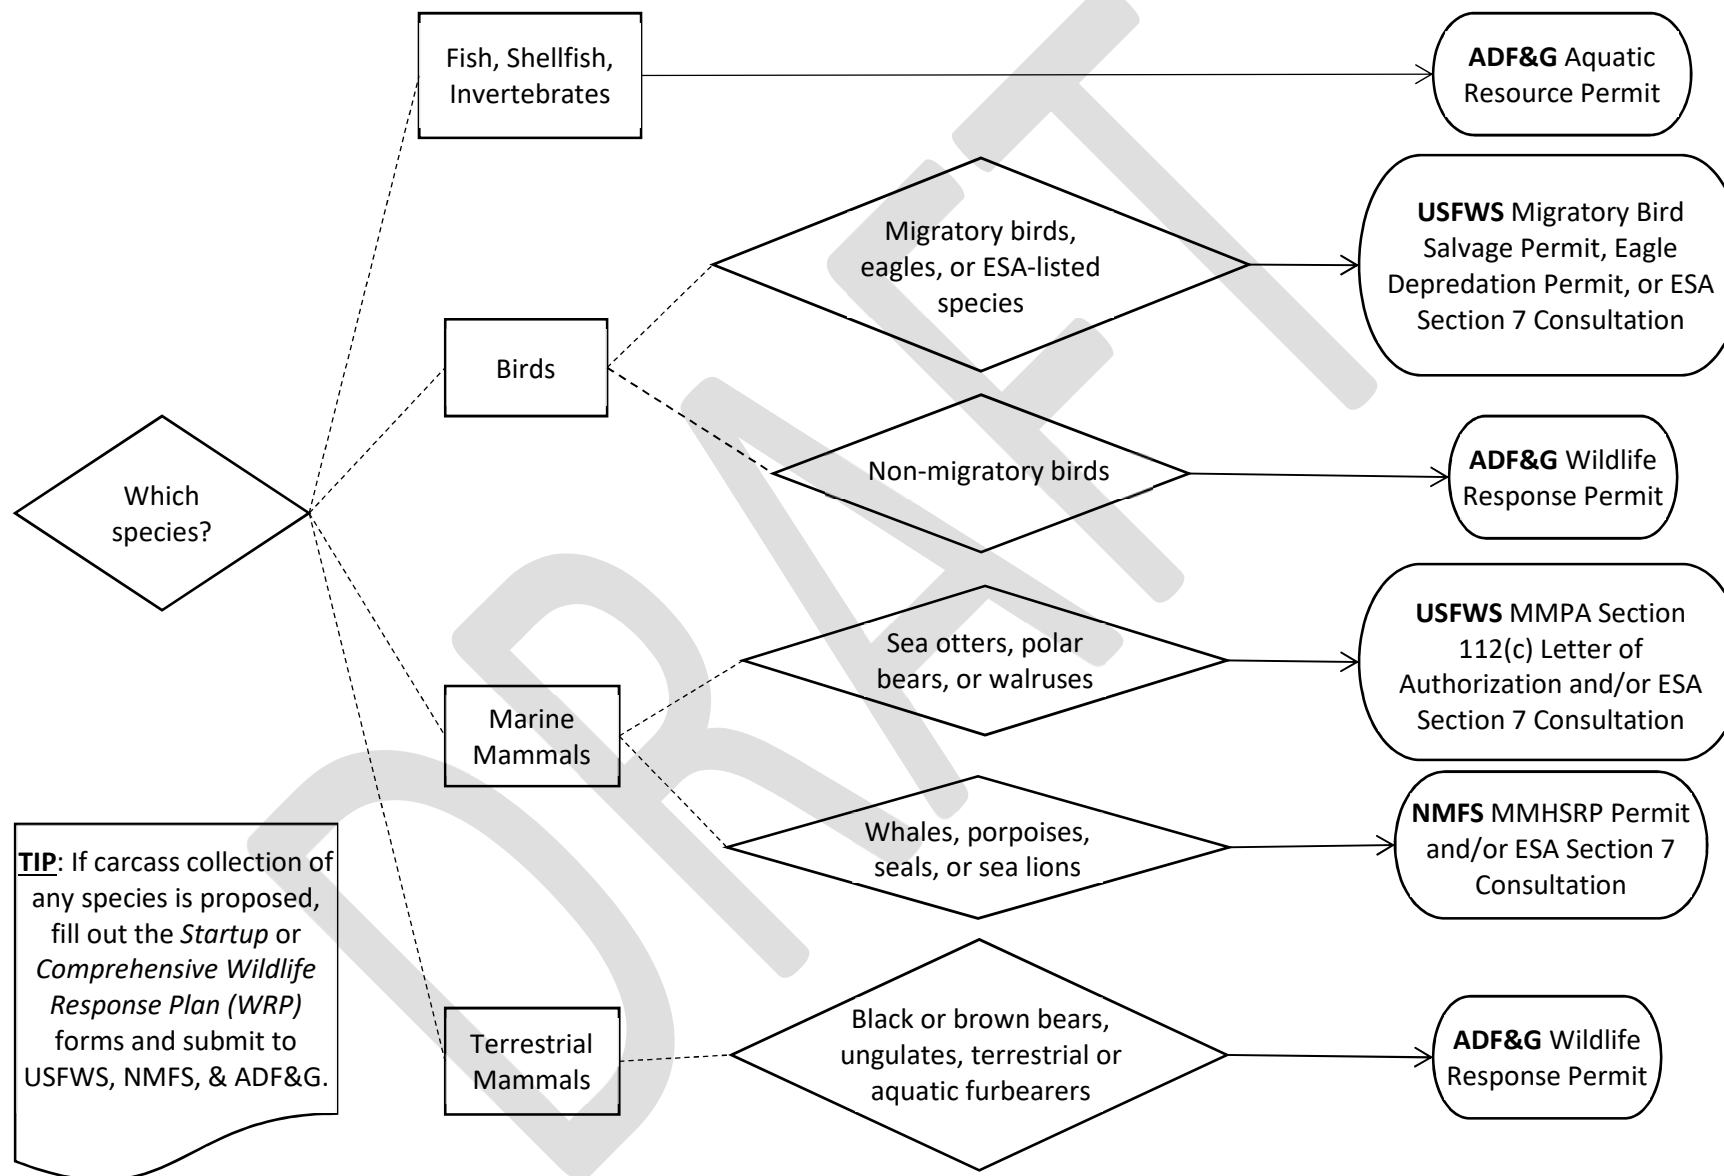 Fish, Shellfish,
Invertebrates
ADF&G Aquatic
Resource Permit
Migratory birds,
eagles, or ESA-listed
species
USFWS Migratory Bird
Salvage Permit, Eagle
Depredation Permit, or ESA
Section 7 Consultation
Birds
Non-migratory birds
ADF&G Wildlife
Response Permit
Which
species?
Sea otters, polar
bears, or walruses
USFWS MMPA Section
112(c) Letter of
Authorization and/or ESA
Section 7 Consultation
Marine
Mammals
Whales, porpoises,
seals, or sea lions
NMFS MMHSRP Permit
and/or ESA Section 7
Consultation
TIP: If carcass collection of
any species is proposed,
fill out the Startup or
Comprehensive Wildlife
Response Plan (WRP)
forms and submit to
USFWS, NMFS, & ADF&G.
Terrestrial
Mammals
Black or brown bears,
ungulates, terrestrial or
aquatic furbearers
ADF&G Wildlife
Response Permit
DRAFT